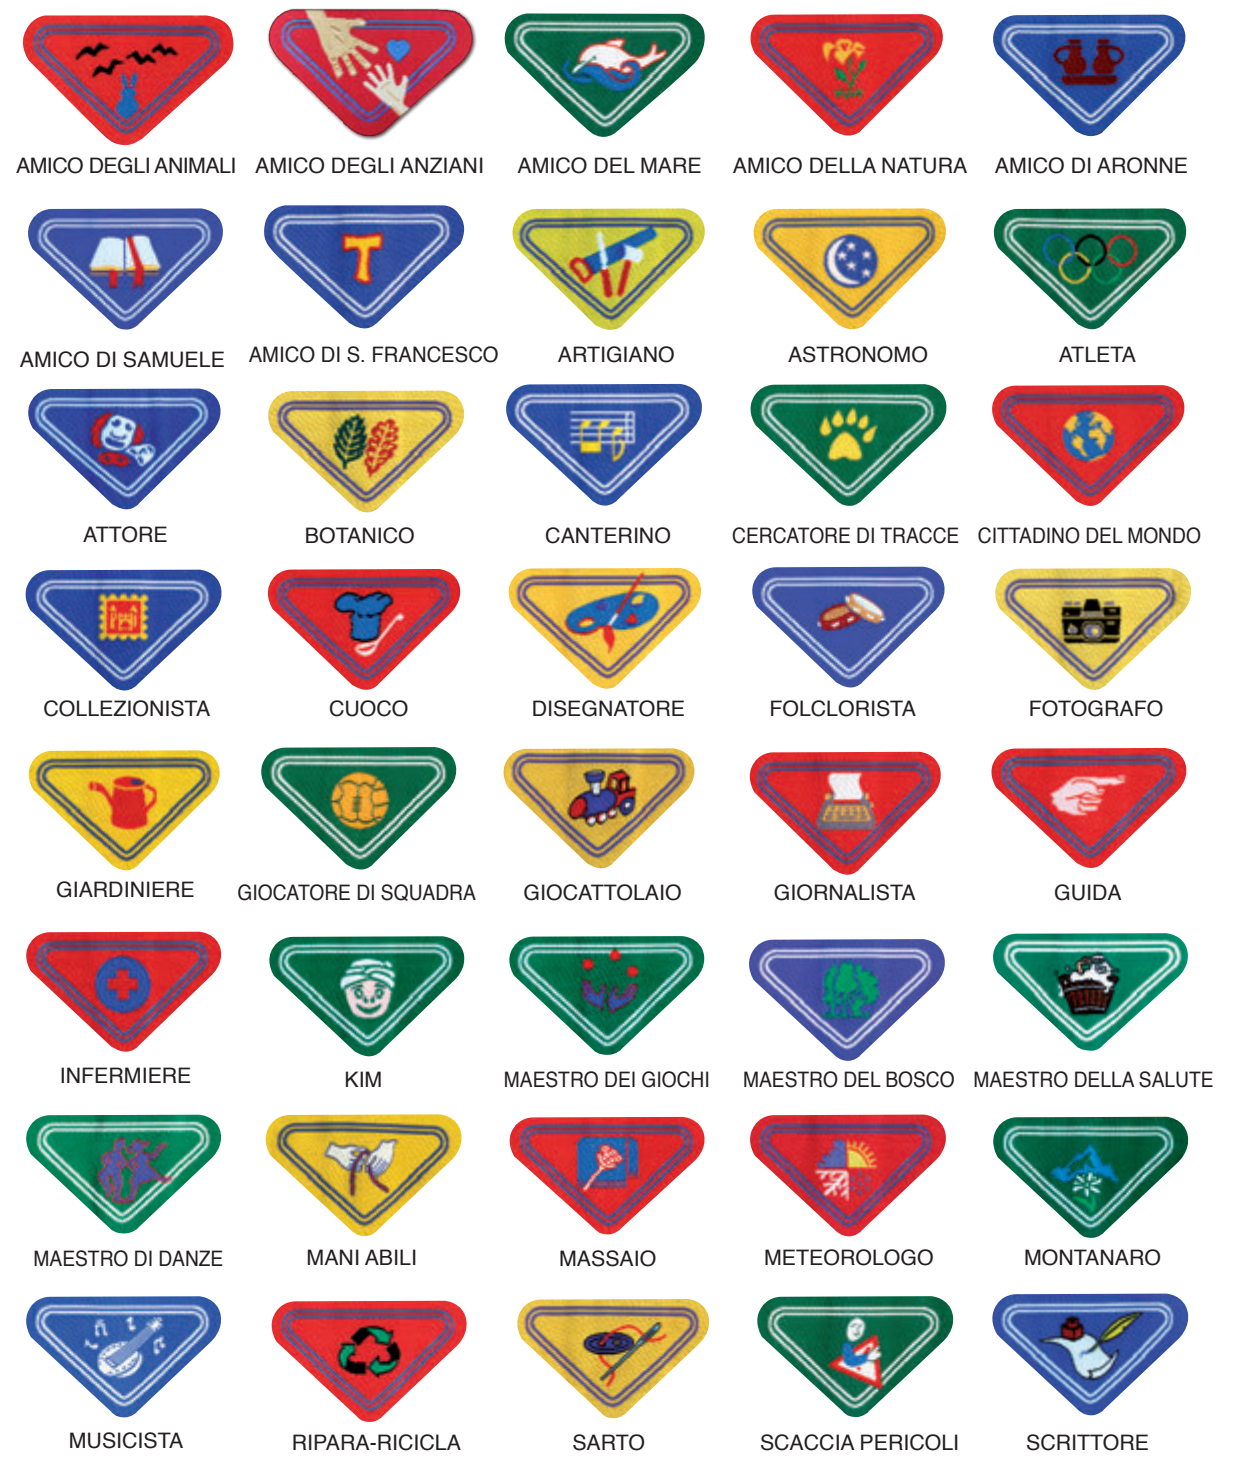 AMICO DEGLI ANIMALI
AMICO DEGLI ANZIANI
AMICO DEL MARE
AMICO DELLA NATURA
AMICO DI ARONNE
AMICO DI SAMUELE
AMICO DI S. FRANCESCO
ARTIGIANO
ASTRONOMO
ATLETA
ATTORE
BOTANICO
CANTERINO
CERCATORE DI TRACCE
CITTADINO DEL MONDO
COLLEZIONISTA
CUOCO
DISEGNATORE
FOLCLORISTA
FOTOGRAFO
GIARDINIERE
GIOCATORE DI SQUADRA
GIOCATTOLAIO
GIORNALISTA
GUIDA
INFERMIERE
KIM
MAESTRO DEI GIOCHI
MAESTRO DEL BOSCO
MAESTRO DELLA SALUTE
MAESTRO DI DANZE
MANI ABILI
MASSAIO
METEOROLOGO
MONTANARO
MUSICISTA
RIPARA-RICICLA
SARTO
SCACCIA PERICOLI
SCRITTORE